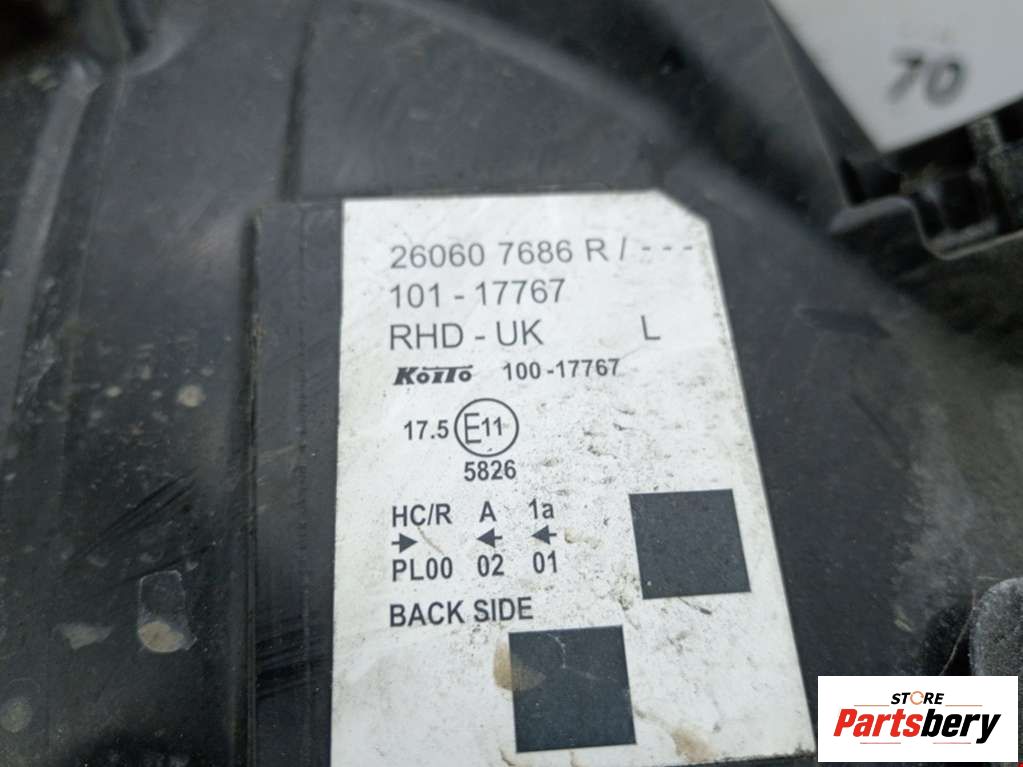 70
26060 7686 R / - - -
101 - 17767
RHD - UK L
KOITO 100 -17767
17.5 E11
5826
HC/R A 1a
PL00 02 01
BACK SIDE
STORE
Partsbery